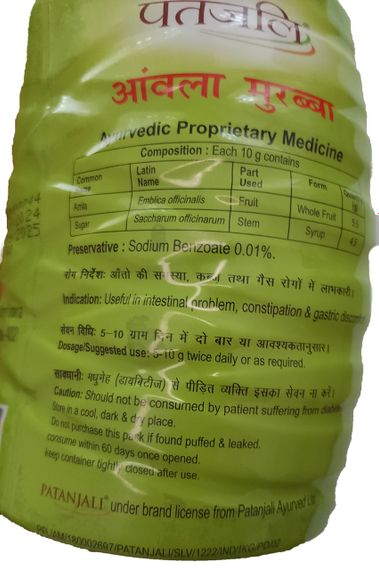 पतंजलि
आंवला मुरब्बा
Ayurvedic Proprietary Medicine
Composition : Each 10 g contains
Common Latin Part Form
Name Used
Amla Emblica officinalis Fruit Whole Fruit 5.5
Sugar Saccharum officinarum Stem Syrup 4.5
Preservative : Sodium Benzoate 0.01%.
रोग निर्देश: आँतो की समस्या, कब्ज तथा गैस रोगों में लाभकारी।
Indication: Useful in intestinal problem, constipation & gastric
सेवन विधि: 5–10 ग्राम दिन में दो बार या आवश्यकतानुसार।
Dosage/Suggested use: 5-10 g twice daily or as required.
सावधानी: मधुमेह (डायबिटीज) से पीड़ित व्यक्ति इसका सेवन ना करें।
Caution: Should not be consumed by patient suffering from
Store in a cool, dark & dry place.
Do not purchase this pack if found puffed & leaked.
consume within 60 days once opened.
keep container tightly closed after use.
PATANJALI® under brand license from Patanjali Ayurved Ltd.